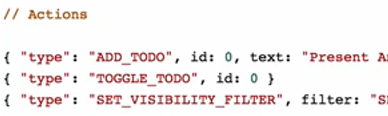 // Actions
{ "type": "ADD_TODO", id: 0, text: "Present
{ "type": "TOGGLE_TODO", id: 0 }
{ "type": "SET_VISIBILITY_FILTER", filter: